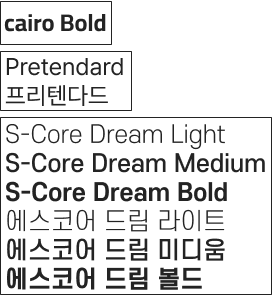 cairo Bold
Pretendard
프리텐다드
S-Core Dream Light
S-Core Dream Medium
S-Core Dream Bold
에스코어 드림 라이트
에스코어 드림 미디움
에스코어 드림 볼드